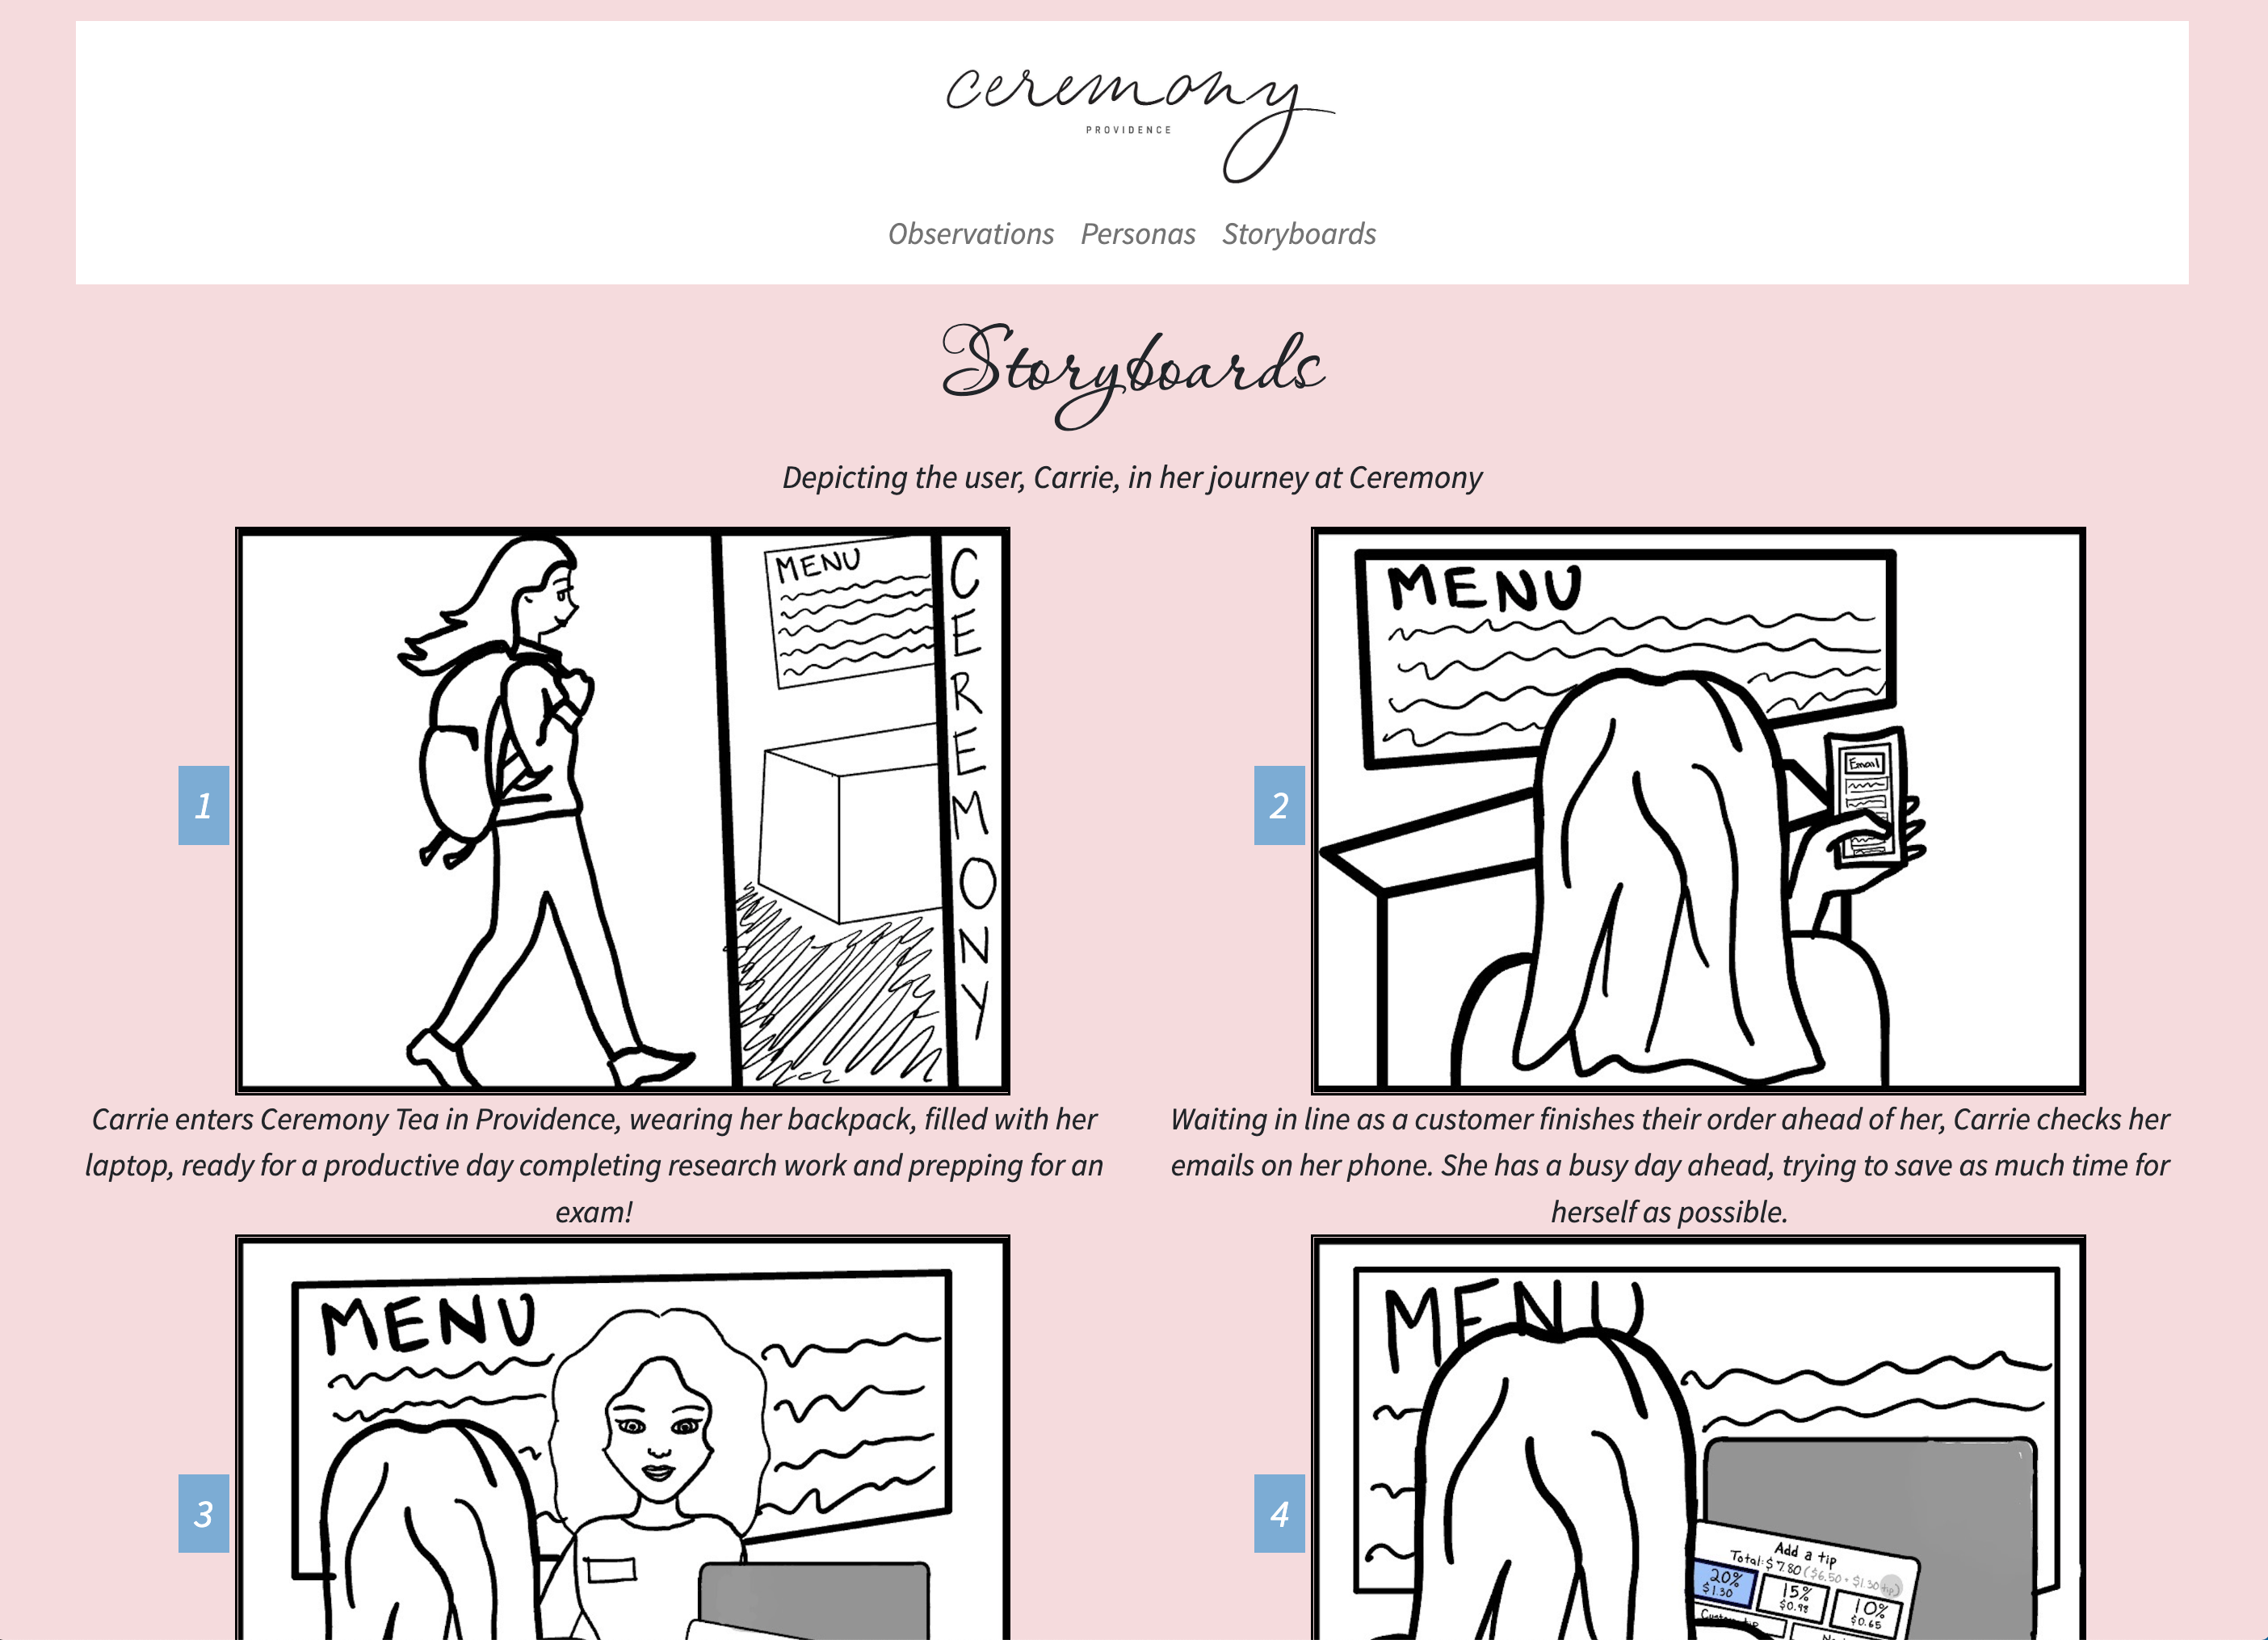 ceremony
PROVIDENCE
Observations Personas Storyboards
Storyboards
Depicting the user, Carrie, in her journey at Ceremony
MENU
CEREMONY
1
MENU
Email
2
Carrie enters Ceremony Tea in Providence, wearing her backpack, filled with her
laptop, ready for a productive day completing research work and prepping for an
exam!
Waiting in line as a customer finishes their order ahead of her, Carrie checks her
emails on her phone. She has a busy day ahead, trying to save as much time for
herself as possible.
MENU
3
MENU
4
Add a tip
Total: $7.80 ($6.50 + $1.30 tip)
20% 15% 10%
$1.30 $0.98 $0.65